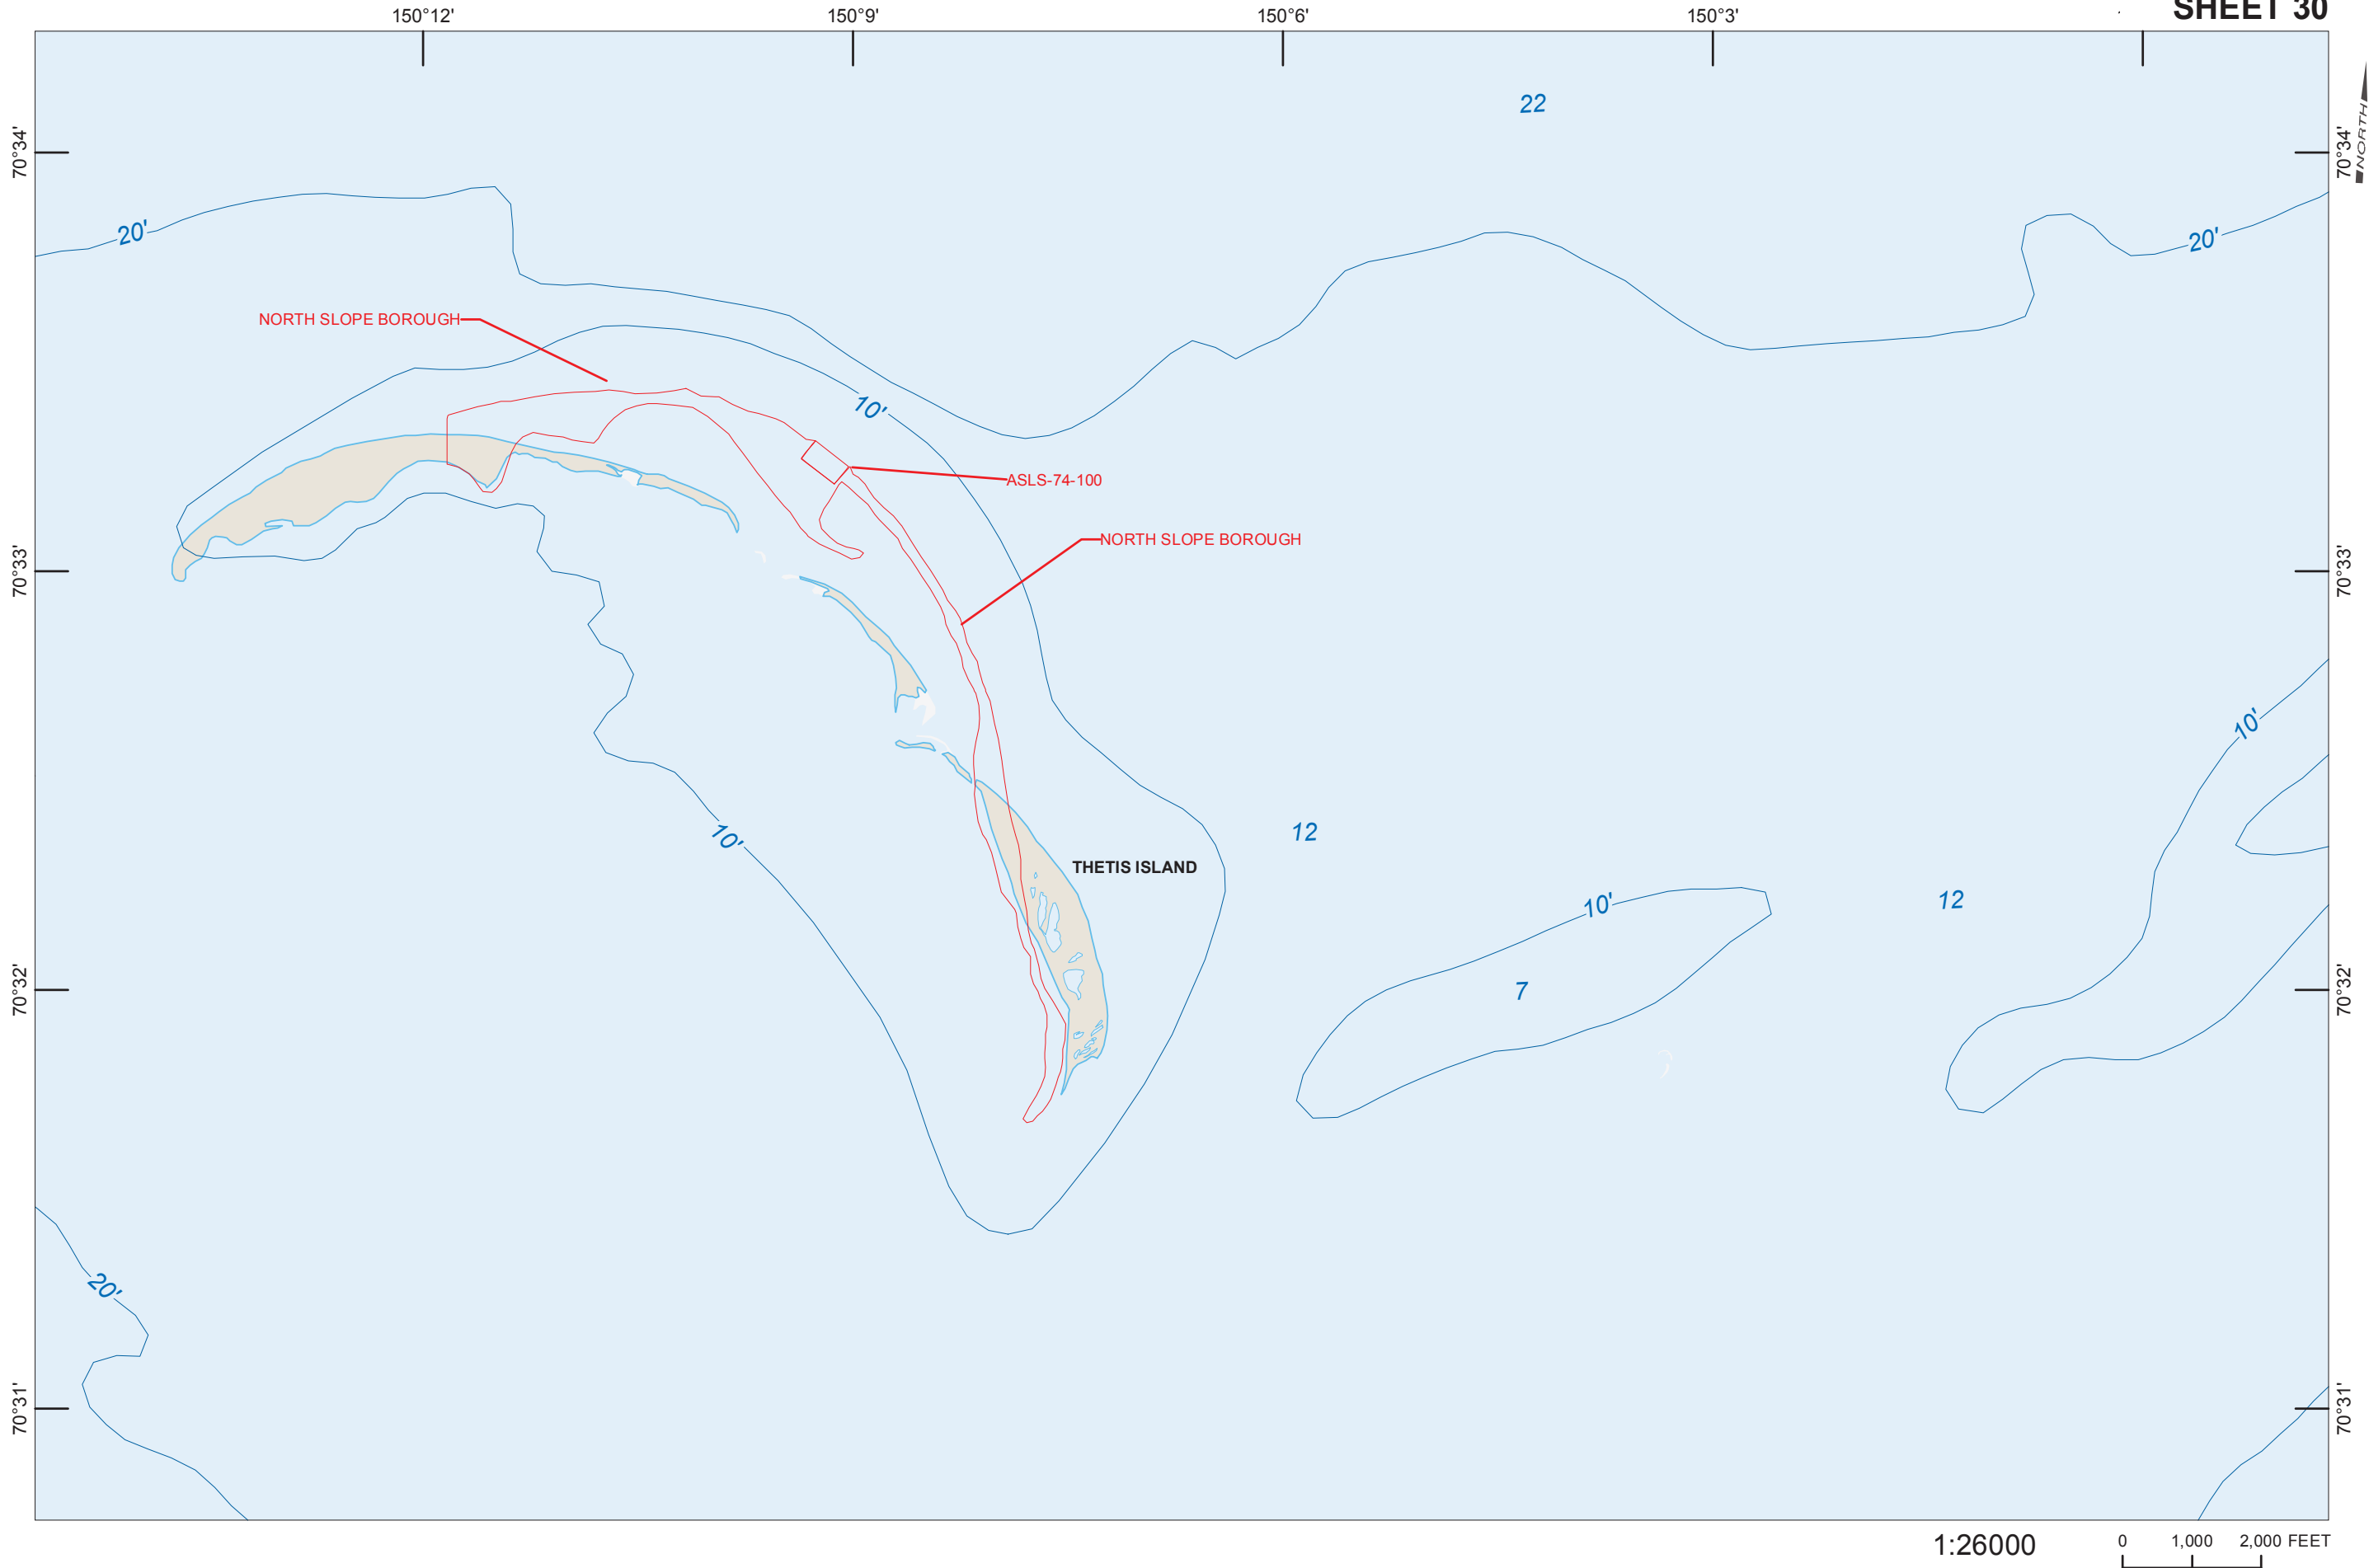 SHEET 30
150°12' 150°9' 150°6' 150°3'
NORTH
22
70°34' 70°34'
20' 20'
NORTH SLOPE BOROUGH
10'
ASLS-74-100
NORTH SLOPE BOROUGH
70°33' 70°33'
10'
10'
12
THETIS ISLAND
10'
12
7
70°32' 70°32'
20'
70°31' 70°31'
1:26000
0 1,000 2,000 FEET